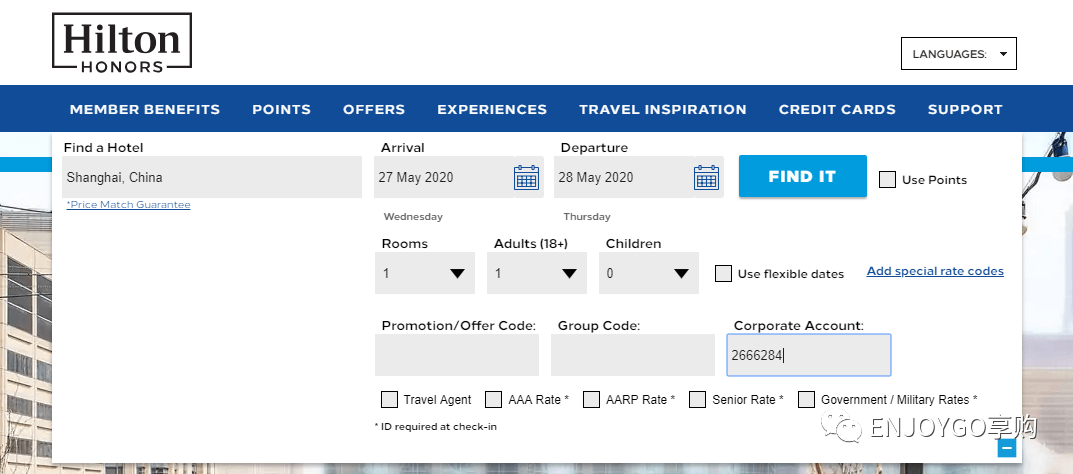 Hilton
HONORS
LANGUAGES:
MEMBER BENEFITS POINTS OFFERS EXPERIENCES TRAVEL INSPIRATION CREDIT CARDS SUPPORT
Find a Hotel Arrival Departure
Shanghai, China 27 May 2020 28 May 2020 FIND IT Use Points
*Price Match Guarantee
Wednesday Thursday
Rooms Adults (18+) Children
1 1 0 Use flexible dates Add special rate codes
Promotion/Offer Code: Group Code: Corporate Account:
2666284
Travel Agent AAA Rate * AARP Rate * Senior Rate * Government / Military Rates *
* ID required at check-in
ENJOYGO享购